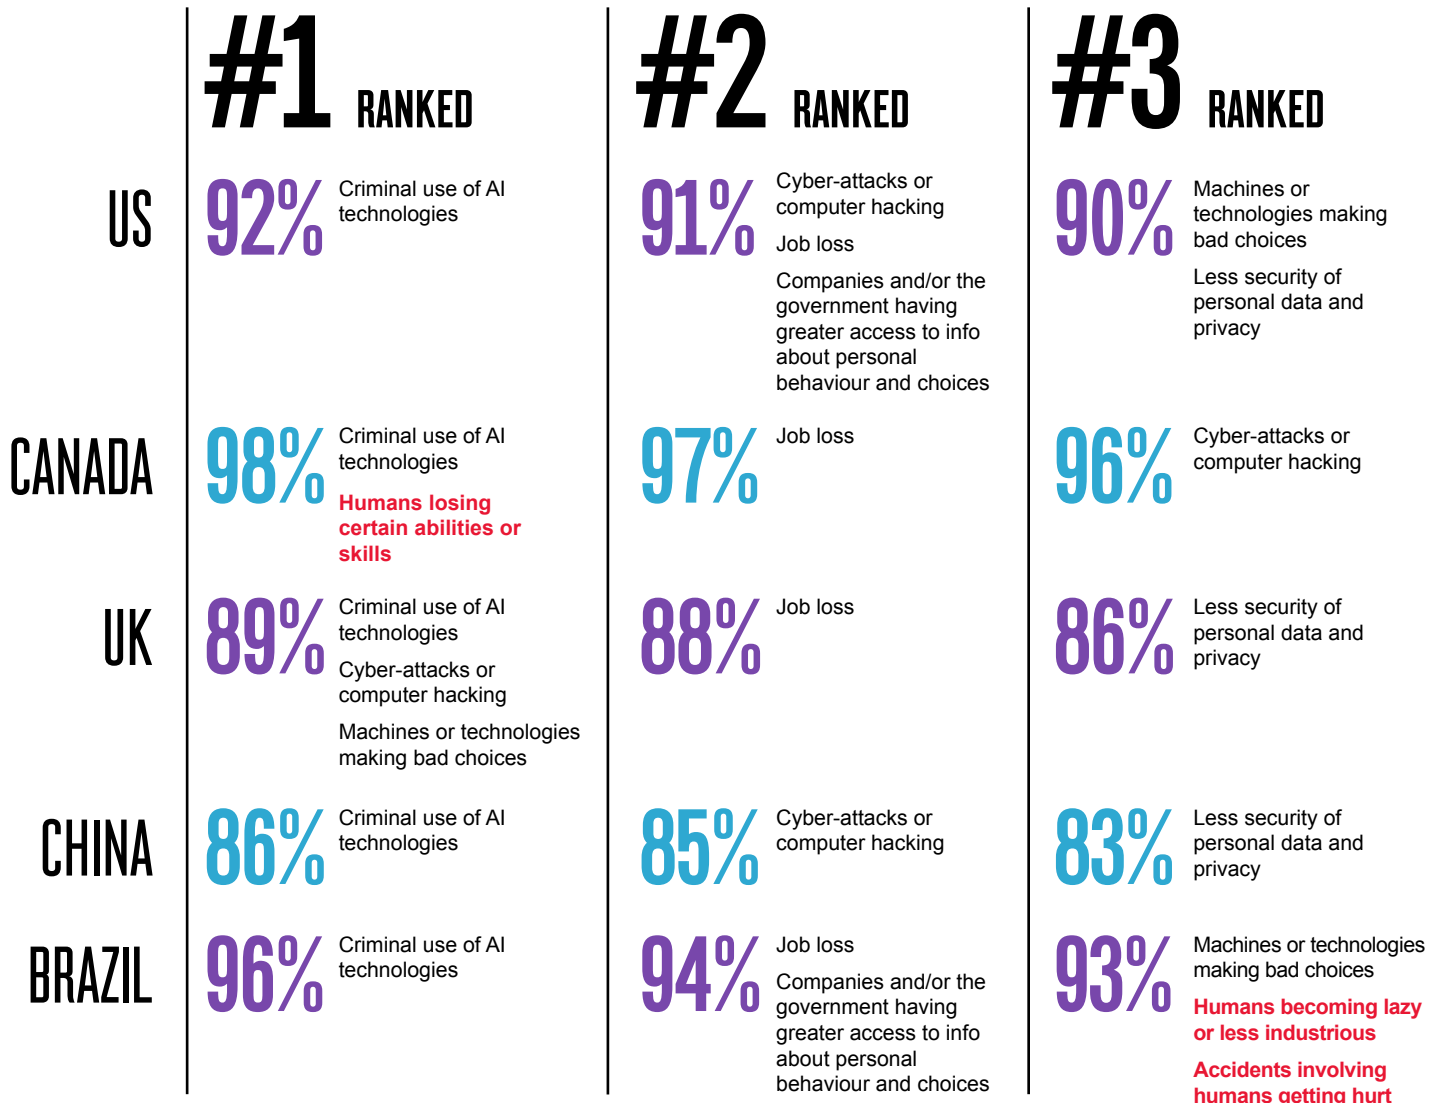 #1 RANKED
#2 RANKED
#3 RANKED
US
92%
Criminal use of AI
technologies
91%
Cyber-attacks or
computer hacking
Job loss
Companies and/or the
government having
greater access to info
about personal
behaviour and choices
90%
Machines or
technologies making
bad choices
Less security of
personal data and
privacy
CANADA
98%
Criminal use of AI
technologies
Humans losing
certain abilities or
skills
97%
Job loss
96%
Cyber-attacks or
computer hacking
UK
89%
Criminal use of AI
technologies
Cyber-attacks or
computer hacking
Machines or technologies
making bad choices
88%
Job loss
86%
Less security of
personal data and
privacy
CHINA
86%
Criminal use of AI
technologies
85%
Cyber-attacks or
computer hacking
83%
Less security of
personal data and
privacy
BRAZIL
96%
Criminal use of AI
technologies
94%
Job loss
Companies and/or the
government having
greater access to info
about personal
behaviour and choices
93%
Machines or technologies
making bad choices
Humans becoming lazy
or less industrious
Accidents involving
humans getting hurt